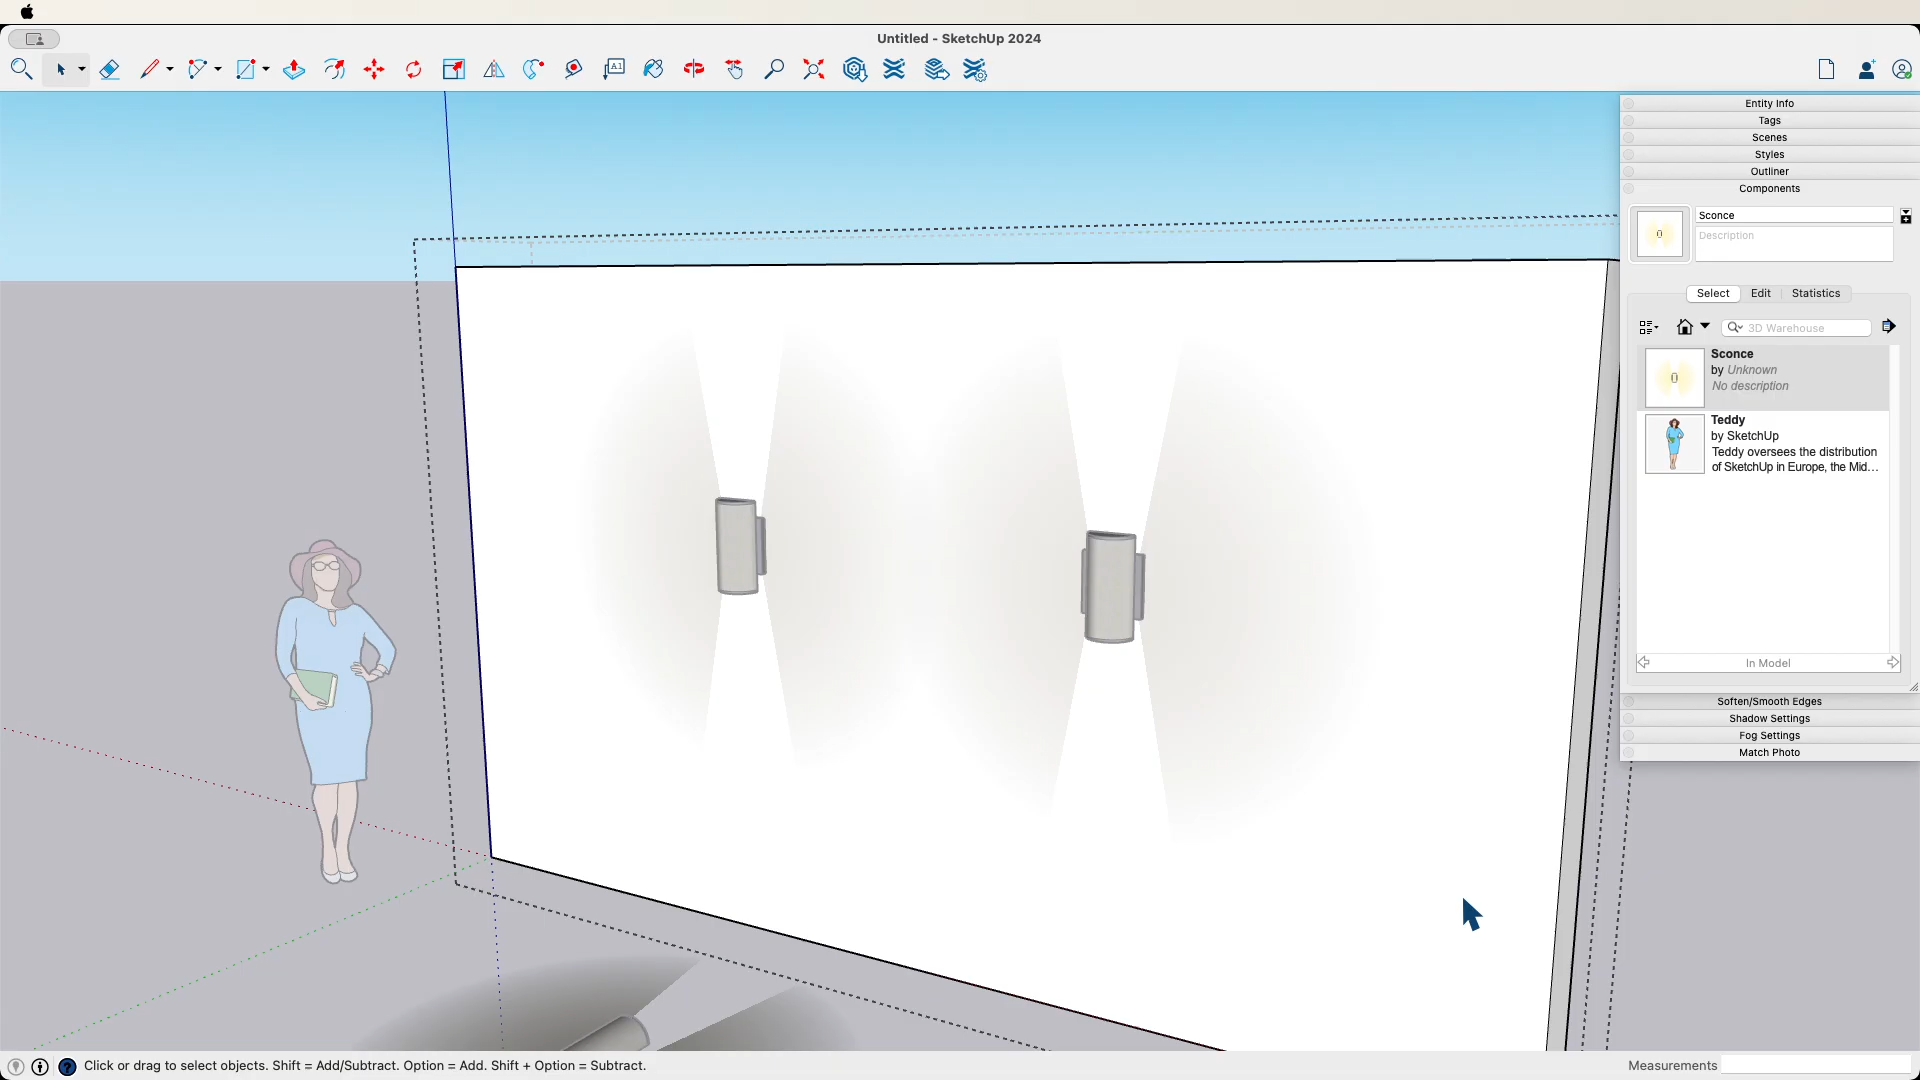 Untitled - SketchUp 2024
A1
Entity Info
Tags
Scenes
Styles
Outliner
Components
Sconce
Description
Select
Edit
Statistics
3D Warehouse
Sconce
by Unknown
No description
Teddy
by SketchUp
Teddy oversees the distribution
of SketchUp in Europe, the Mid...
In Model
Soften/Smooth Edges
Shadow Settings
Fog Settings
Match Photo
Click or drag to select objects. Shift = Add/Subtract. Option = Add. Shift + Option = Subtract.
Measurements